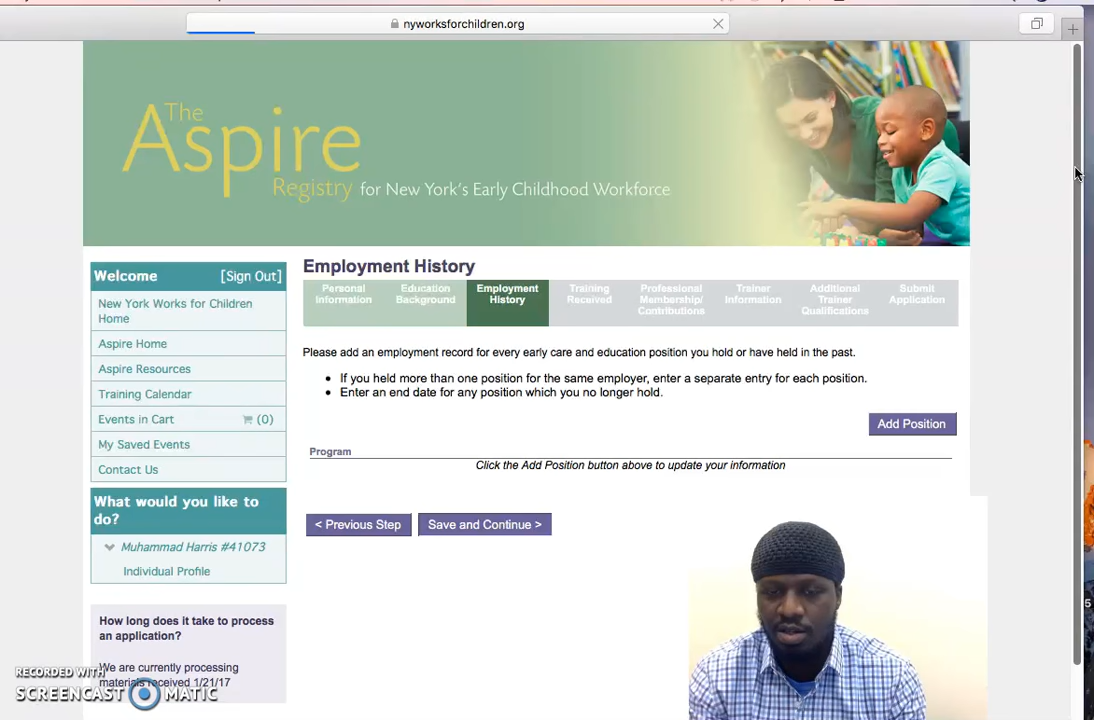 nyworksforchildren.org
The
Aspire
Registry for New York's Early Childhood Workforce
Welcome [Sign Out]
New York Works for Children
Home
Aspire Home
Aspire Resources
Training Calendar
Events in Cart (0)
My Saved Events
Contact Us
What would you like to
do?
Muhammad Harris #41073
Individual Profile
How long does it take to process
an application?
We are currently processing
materials received 1/21/17
Employment History
Personal
Information
Education
Background
Employment
History
Training
Received
Professional
Membership/
Contributions
Trainer
Information
Additional
Trainer
Qualifications
Submit
Application
Please add an employment record for every early care and education position you hold or have held in the past.
• If you held more than one position for the same employer, enter a separate entry for each position.
• Enter an end date for any position which you no longer hold.
Add Position
Program
Click the Add Position button above to update your information
< Previous Step
Save and Continue >
RECORDED WITH
SCREENCAST MATIC
5